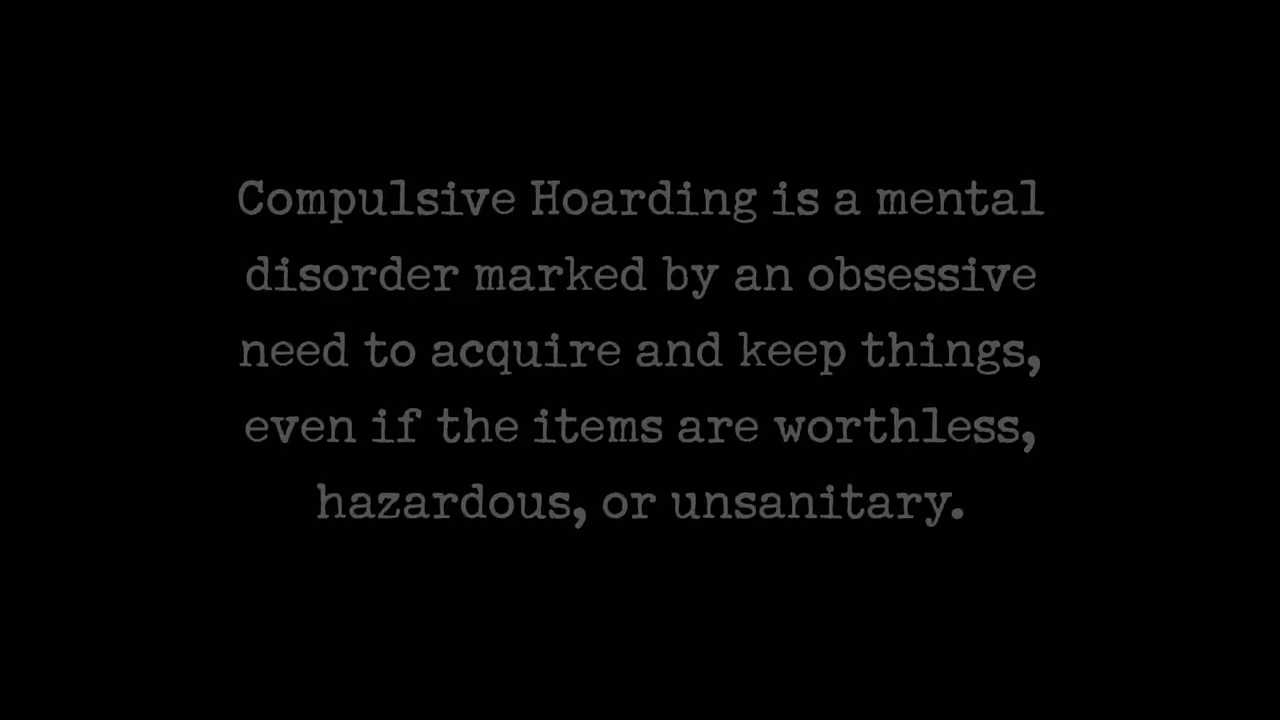 Compulsive Hoarding is a mental
disorder marked by an obsessive
need to acquire and keep things,
even if the items are worthless,
hazardous, or unsanitary.